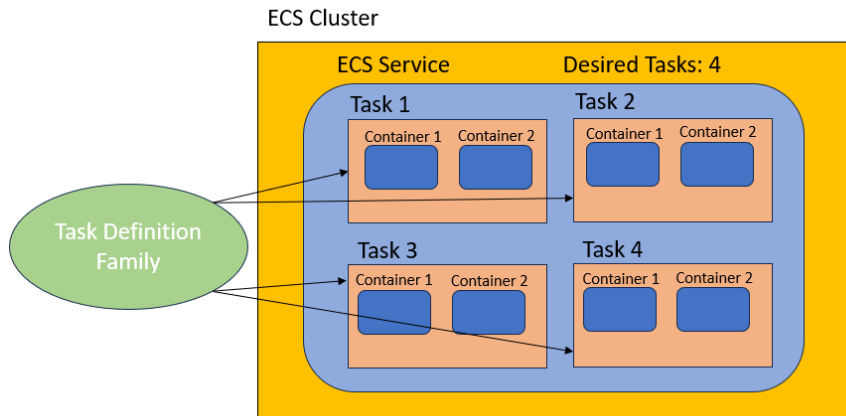 ECS Cluster
ECS Service
Desired Tasks: 4
Task 1
Task 2
Container 1
Container 2
Container 1
Container 2
Task Definition
Family
Task 3
Task 4
Container 1
Container 2
Container 1
Container 2